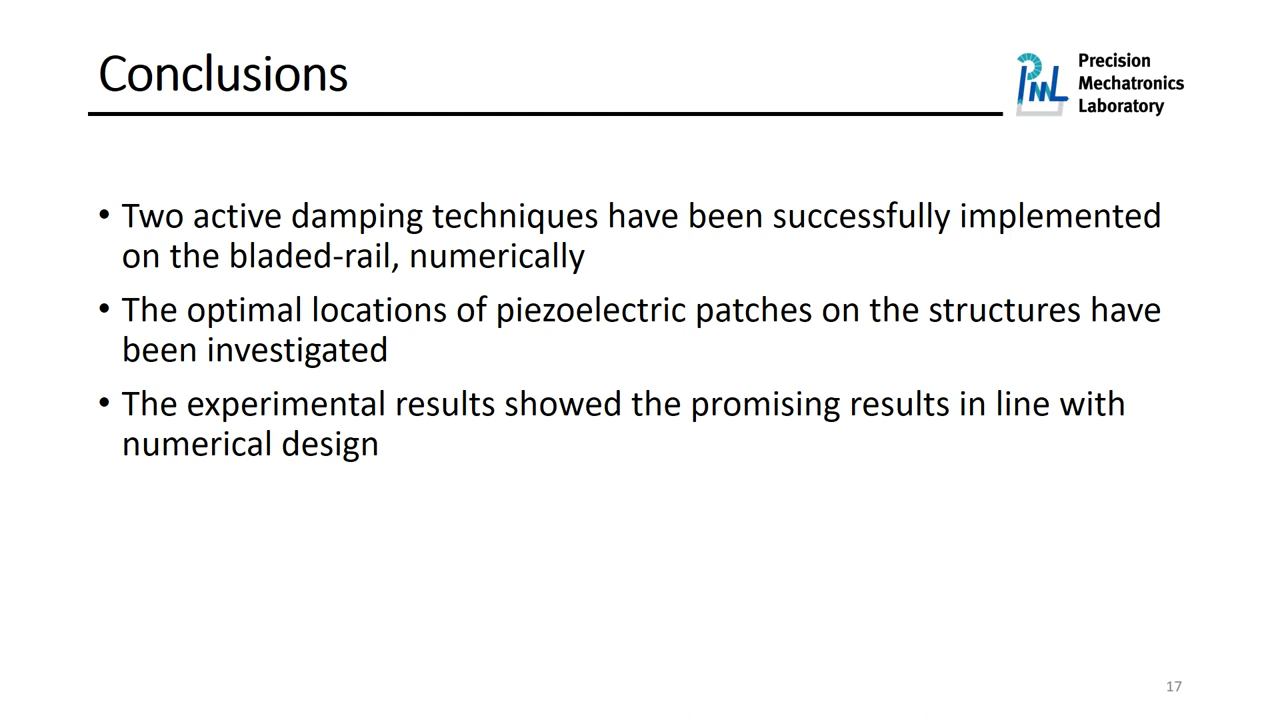 Conclusions
Precision
Mechatronics
Laboratory
• Two active damping techniques have been successfully implemented
on the bladed-rail, numerically
• The optimal locations of piezoelectric patches on the structures have
been investigated
• The experimental results showed the promising results in line with
numerical design
17